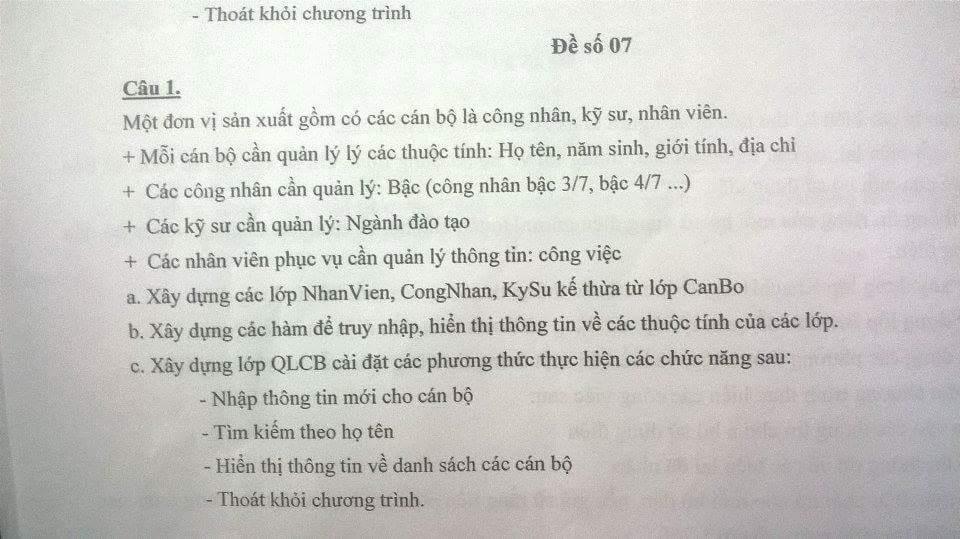 - Thoát khỏi chương trình
Đề số 07
Câu 1.
Một đơn vị sản xuất gồm có các cán bộ là công nhân, kỹ sư, nhân viên.
+ Mỗi cán bộ cần quản lý lý các thuộc tính: Họ tên, năm sinh, giới tính, địa chỉ
+ Các công nhân cần quản lý: Bậc (công nhân bậc 3/7, bậc 4/7 ...)
+ Các kỹ sư cần quản lý: Ngành đào tạo
+ Các nhân viên phục vụ cần quản lý thông tin: công việc
a. Xây dựng các lớp NhanVien, CongNhan, KySu kế thừa từ lớp CanBo
b. Xây dựng các hàm để truy nhập, hiển thị thông tin về các thuộc tính của các lớp.
c. Xây dựng lớp QLCB cài đặt các phương thức thực hiện các chức năng sau:
- Nhập thông tin mới cho cán bộ
- Tìm kiếm theo họ tên
- Hiển thị thông tin về danh sách các cán bộ
- Thoát khỏi chương trình.